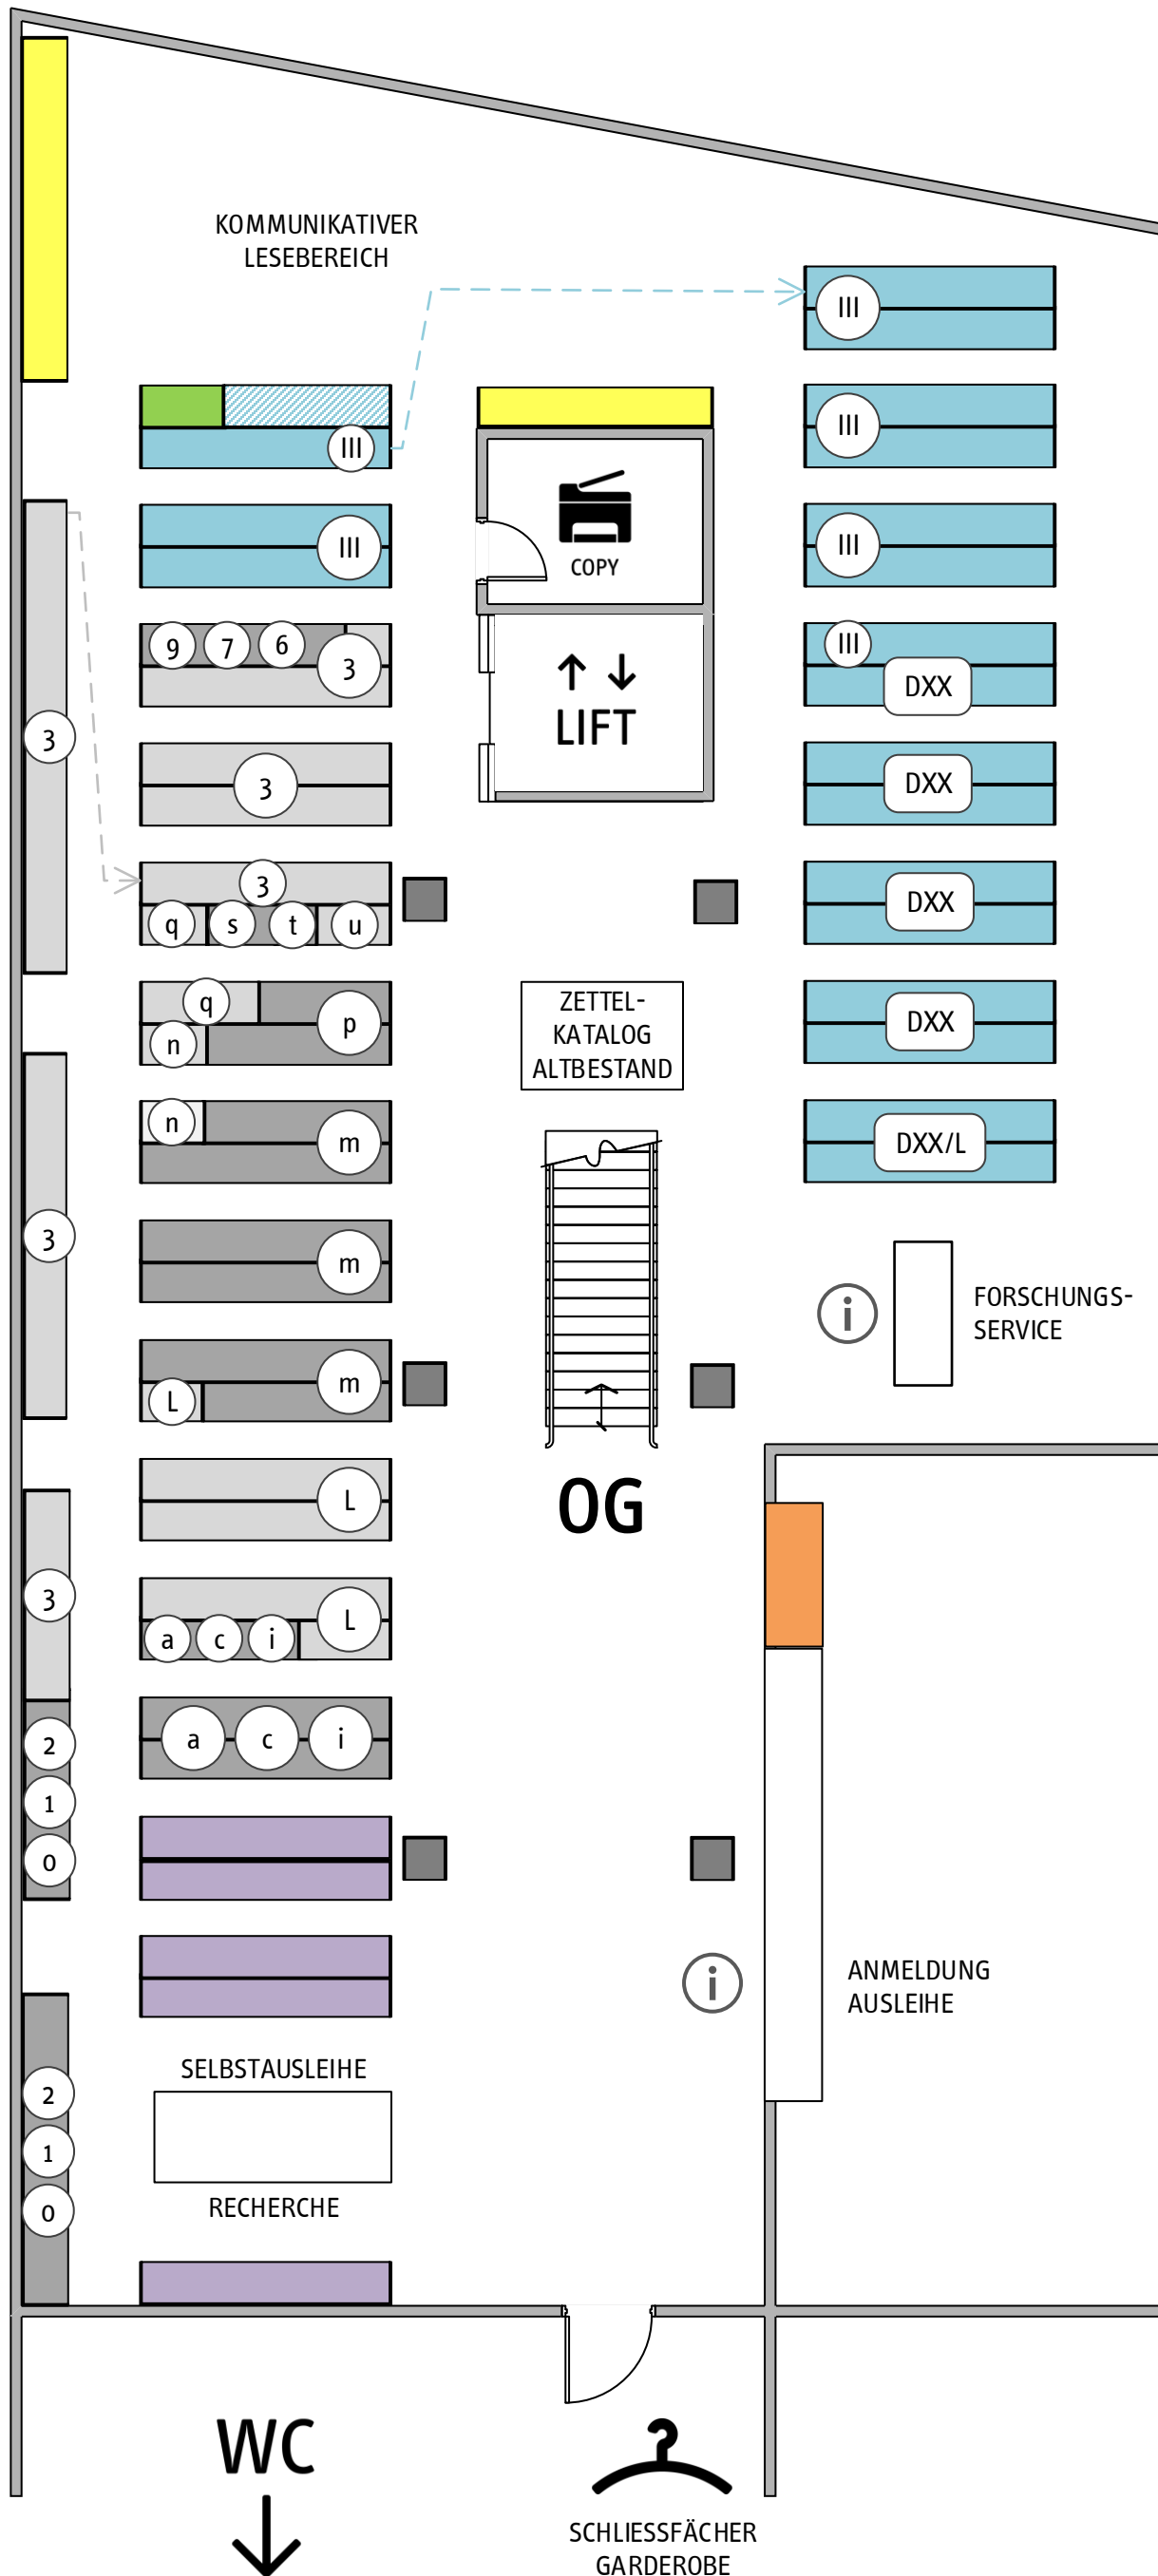 KOMMUNIKATIVER
LESEBEREICH
III
III
III
III
COPY
III
9 7 6
3
III
DXX
LIFT
3
3
DXX
3
q s t u
DXX
q
p
n
ZETTEL-
KATALOG
ALTBESTAND
DXX
n
m
DXX/L
3
m
FORSCHUNGS-
SERVICE
m
L
L
OG
3
L
a c i
2
1
0
a c i
ANMELDUNG
AUSLEIHE
SELBSTAUSLEIHE
2
1
0
RECHERCHE
WC
SCHLIESSFÄCHER
GARDEROBE
i
i